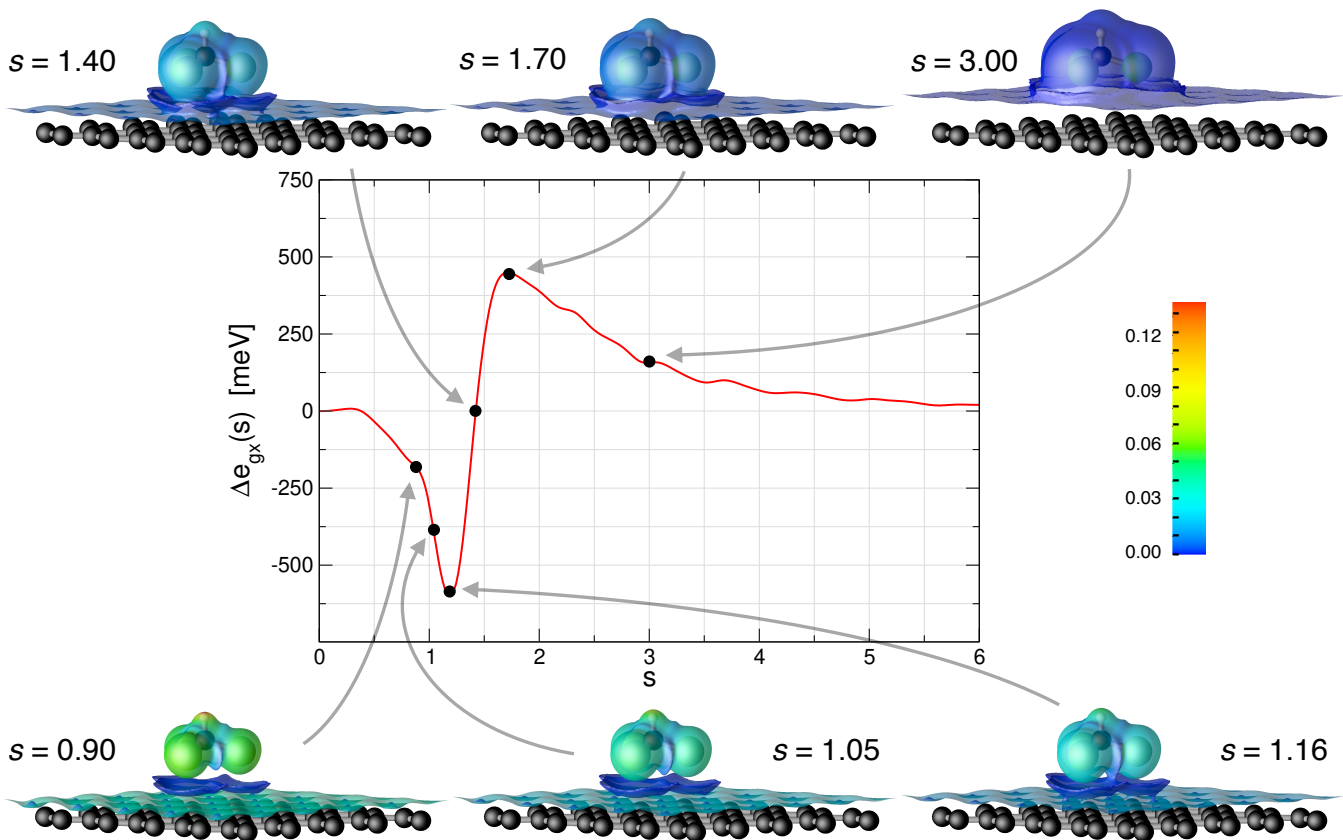 s = 1.40
s = 1.70
s = 3.00
750
500
250
0
-250
-500
Δe_gx(s) [meV]
0 1 2 3 4 5 6
s
0.12
0.09
0.06
0.03
0.00
s = 0.90
s = 1.05
s = 1.16